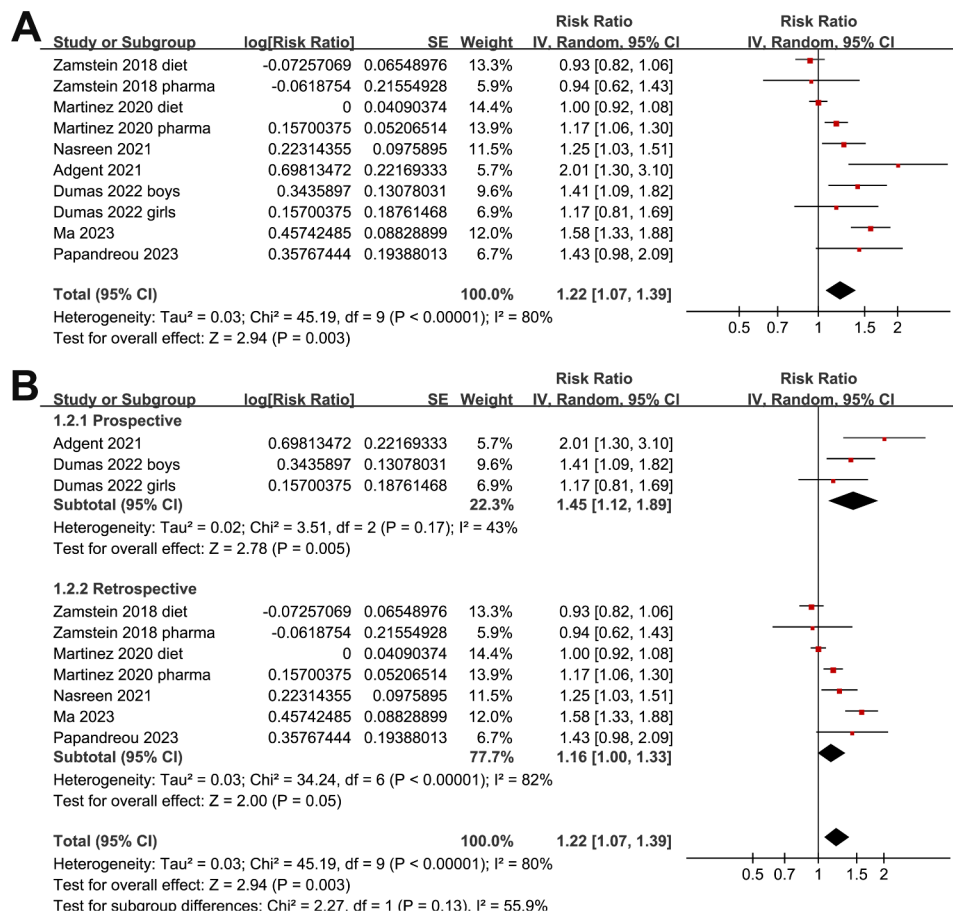 A
Risk Ratio Risk Ratio
Study or Subgroup log[Risk Ratio] SE Weight IV, Random, 95% CI IV, Random, 95% CI
Zamstein 2018 diet -0.07257069 0.06548976 13.3% 0.93 [0.82, 1.06]
Zamstein 2018 pharma -0.0618754 0.21554928 5.9% 0.94 [0.62, 1.43]
Martinez 2020 diet 0 0.04090374 14.4% 1.00 [0.92, 1.08]
Martinez 2020 pharma 0.15700375 0.05206514 13.9% 1.17 [1.06, 1.30]
Nasreen 2021 0.22314355 0.0975895 11.5% 1.25 [1.03, 1.51]
Adgent 2021 0.69813472 0.22169333 5.7% 2.01 [1.30, 3.10]
Dumas 2022 boys 0.3435897 0.13078031 9.6% 1.41 [1.09, 1.82]
Dumas 2022 girls 0.15700375 0.18761468 6.9% 1.17 [0.81, 1.69]
Ma 2023 0.45742485 0.08828899 12.0% 1.58 [1.33, 1.88]
Papandreou 2023 0.35767444 0.19388013 6.7% 1.43 [0.98, 2.09]
Total (95% CI) 100.0% 1.22 [1.07, 1.39]
Heterogeneity: Tau² = 0.03; Chi² = 45.19, df = 9 (P < 0.00001); I² = 80%
Test for overall effect: Z = 2.94 (P = 0.003)
0.5 0.7 1 1.5 2
B
Risk Ratio Risk Ratio
Study or Subgroup log[Risk Ratio] SE Weight IV, Random, 95% CI IV, Random, 95% CI
1.2.1 Prospective
Adgent 2021 0.69813472 0.22169333 5.7% 2.01 [1.30, 3.10]
Dumas 2022 boys 0.3435897 0.13078031 9.6% 1.41 [1.09, 1.82]
Dumas 2022 girls 0.15700375 0.18761468 6.9% 1.17 [0.81, 1.69]
Subtotal (95% CI) 22.3% 1.45 [1.12, 1.89]
Heterogeneity: Tau² = 0.02; Chi² = 3.51, df = 2 (P = 0.17); I² = 43%
Test for overall effect: Z = 2.78 (P = 0.005)
1.2.2 Retrospective
Zamstein 2018 diet -0.07257069 0.06548976 13.3% 0.93 [0.82, 1.06]
Zamstein 2018 pharma -0.0618754 0.21554928 5.9% 0.94 [0.62, 1.43]
Martinez 2020 diet 0 0.04090374 14.4% 1.00 [0.92, 1.08]
Martinez 2020 pharma 0.15700375 0.05206514 13.9% 1.17 [1.06, 1.30]
Nasreen 2021 0.22314355 0.0975895 11.5% 1.25 [1.03, 1.51]
Ma 2023 0.45742485 0.08828899 12.0% 1.58 [1.33, 1.88]
Papandreou 2023 0.35767444 0.19388013 6.7% 1.43 [0.98, 2.09]
Subtotal (95% CI) 77.7% 1.16 [1.00, 1.33]
Heterogeneity: Tau² = 0.03; Chi² = 34.24, df = 6 (P < 0.00001); I² = 82%
Test for overall effect: Z = 2.00 (P = 0.05)
Total (95% CI) 100.0% 1.22 [1.07, 1.39]
Heterogeneity: Tau² = 0.03; Chi² = 45.19, df = 9 (P < 0.00001); I² = 80%
Test for overall effect: Z = 2.94 (P = 0.003)
Test for subgroup differences: Chi² = 2.27, df = 1 (P = 0.13), I² = 55.9%
0.5 0.7 1 1.5 2